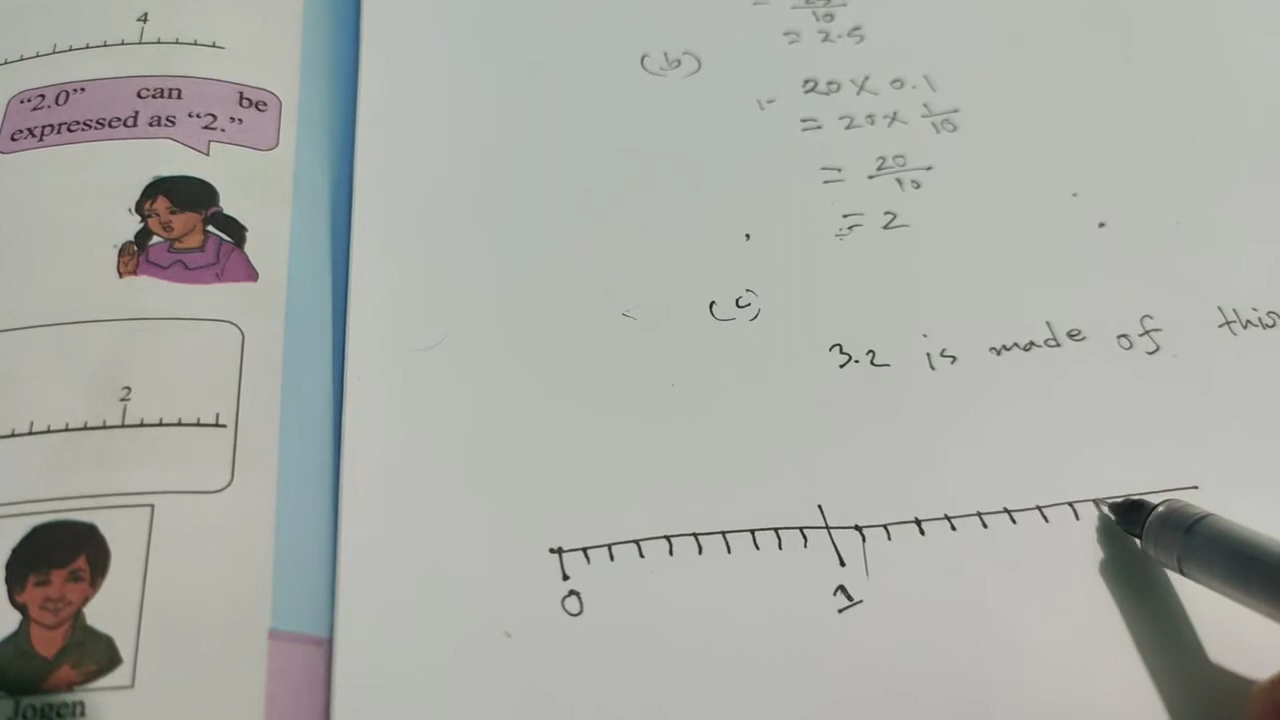 4
"2.0" can be
expressed as "2."
2
Jogen
10
= 2.5
(b)
20 × 0.1
= 20 × 1/10
= 20/10
= 2
(c)
3.2 is made of this
0 1